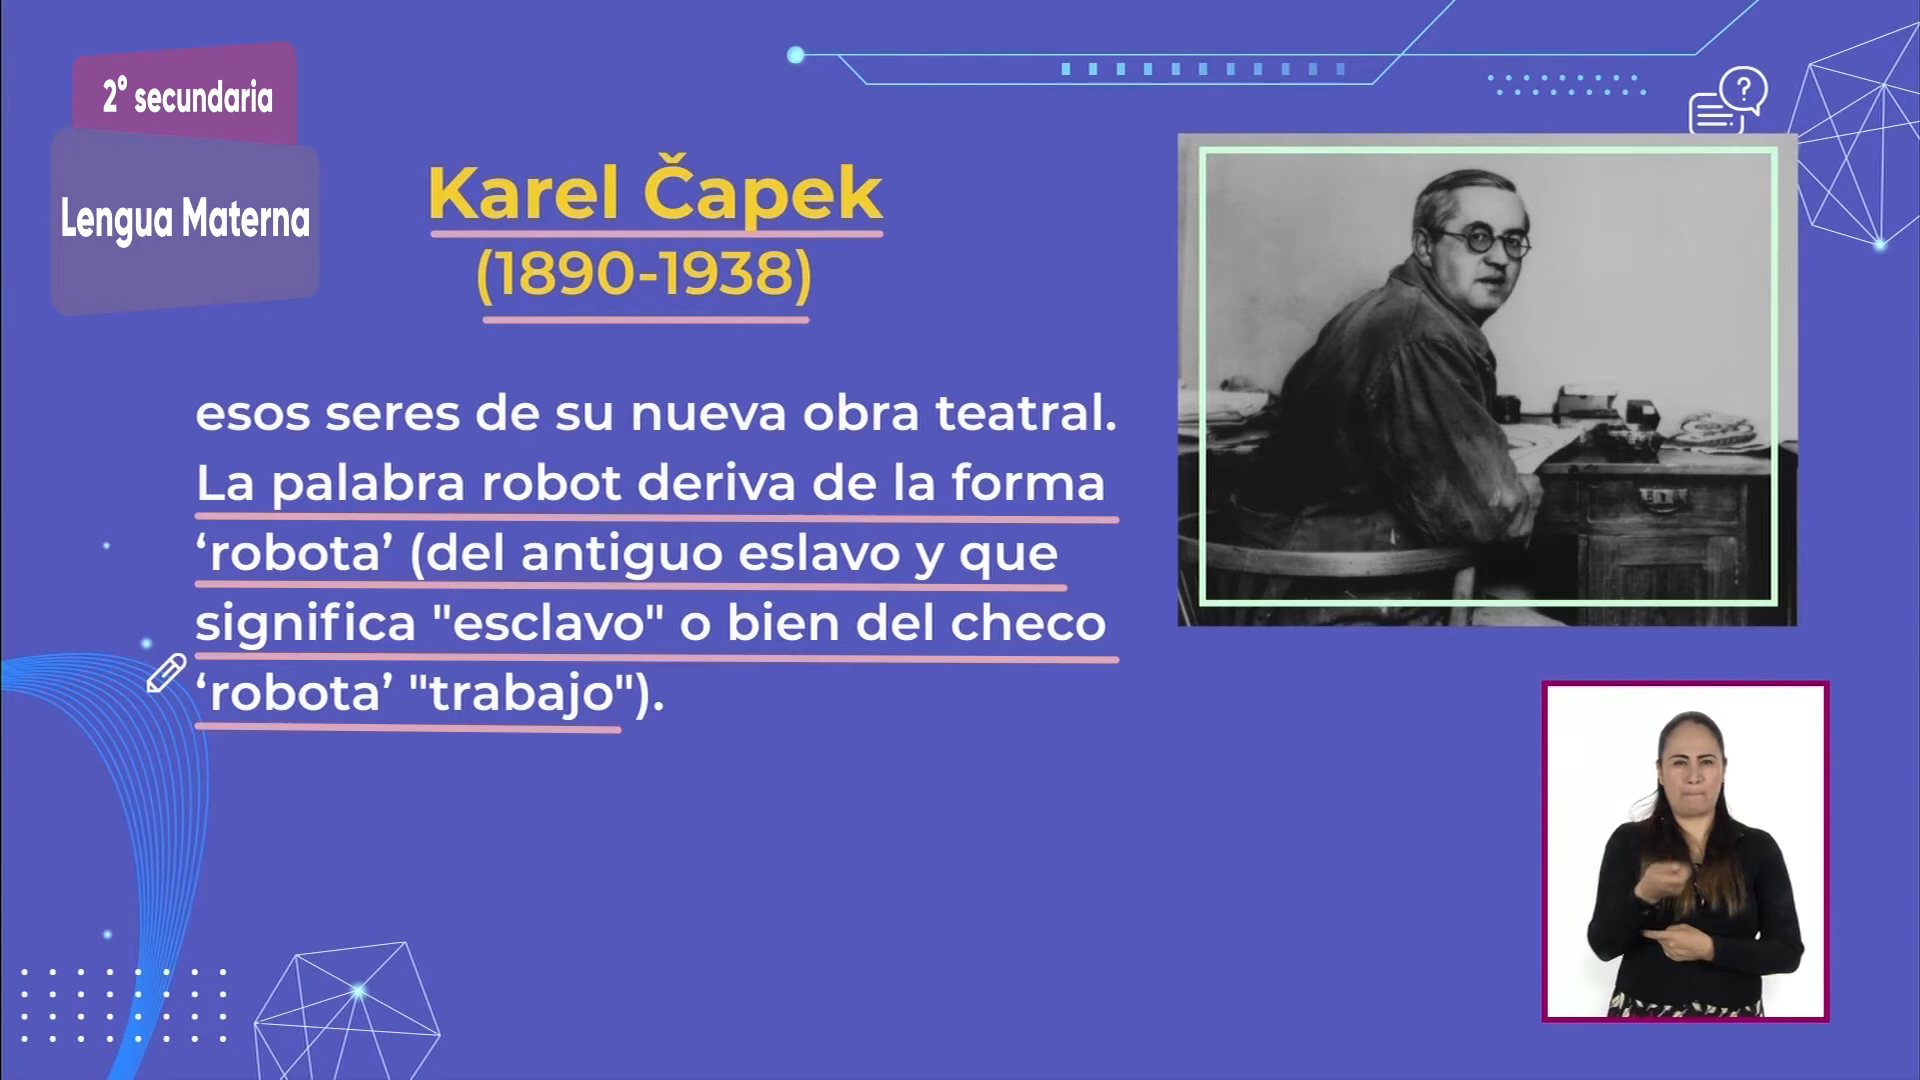 2° secundaria
Lengua Materna
Karel Čapek
(1890-1938)
esos seres de su nueva obra teatral.
La palabra robot deriva de la forma
‘robota’ (del antiguo eslavo y que
significa "esclavo" o bien del checo
‘robota’ "trabajo").
?